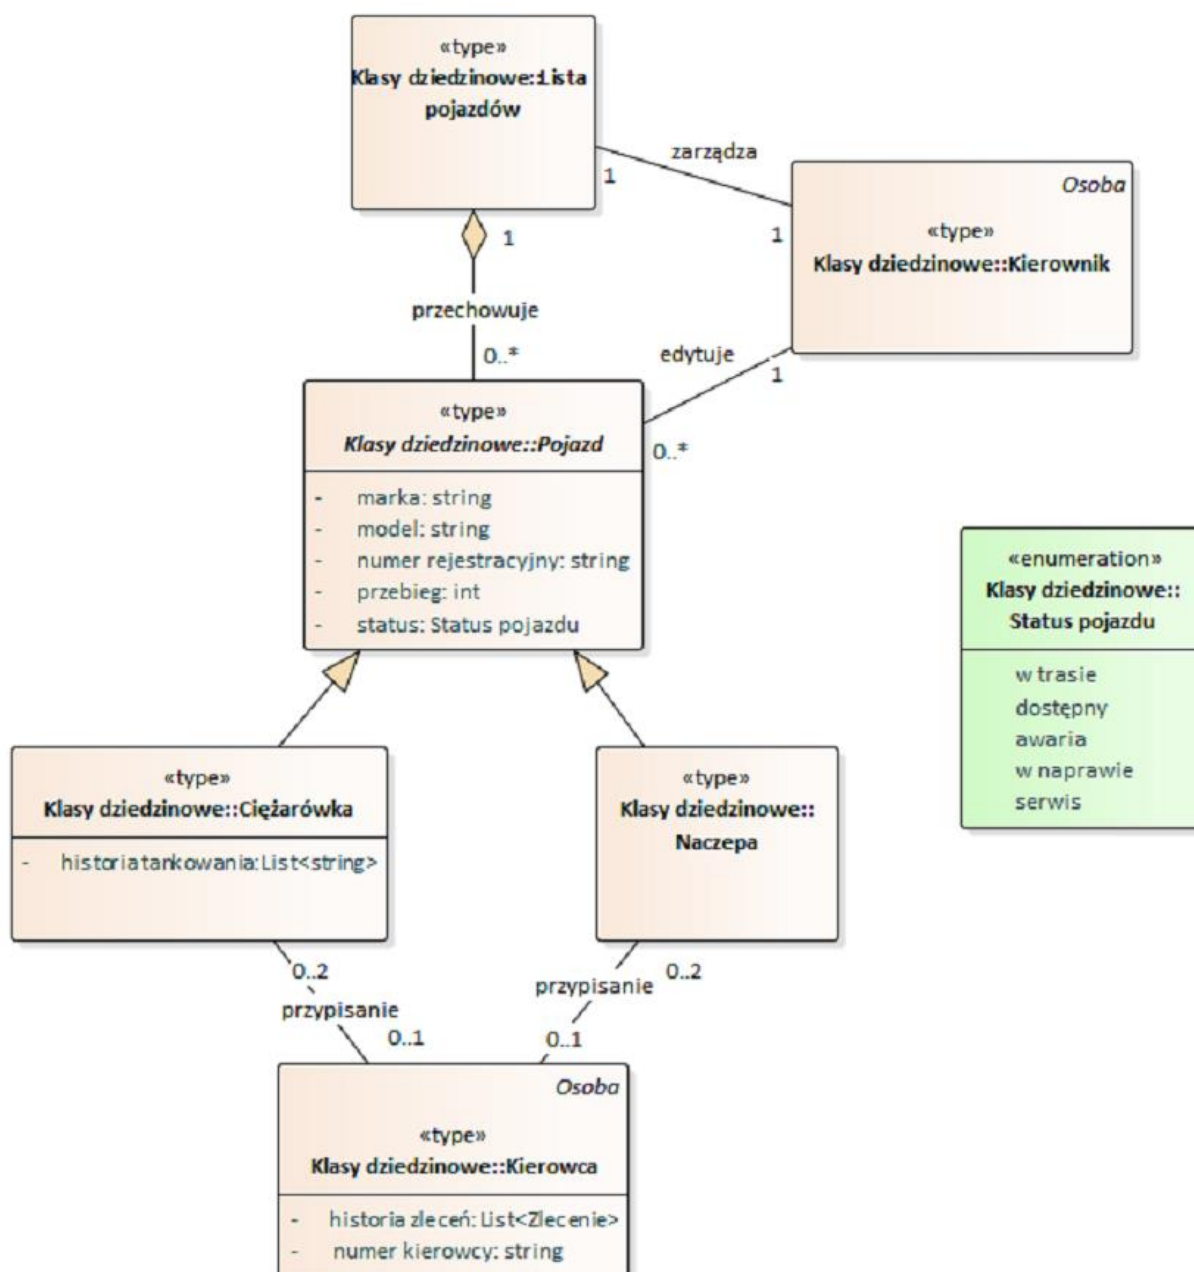 «type»
Klasy dziedzinowe::Lista
pojazdów
zarządza
1
1
Osoba
«type»
Klasy dziedzinowe::Kierownik
1
przechowuje
0..*
edytuje
1
0..*
«type»
Klasy dziedzinowe::Pojazd
- marka: string
- model: string
- numer rejestracyjny: string
- przebieg: int
- status: Status pojazdu
«enumeration»
Klasy dziedzinowe::
Status pojazdu
w trasie
dostępny
awaria
w naprawie
serwis
«type»
Klasy dziedzinowe::Ciężarówka
- historia tankowania: List<string>
«type»
Klasy dziedzinowe::
Naczepa
0..2
przypisanie
0..1
0..2
przypisanie
0..1
Osoba
«type»
Klasy dziedzinowe::Kierowca
- historia zleceń: List<Zlecenie>
- numer kierowcy: string